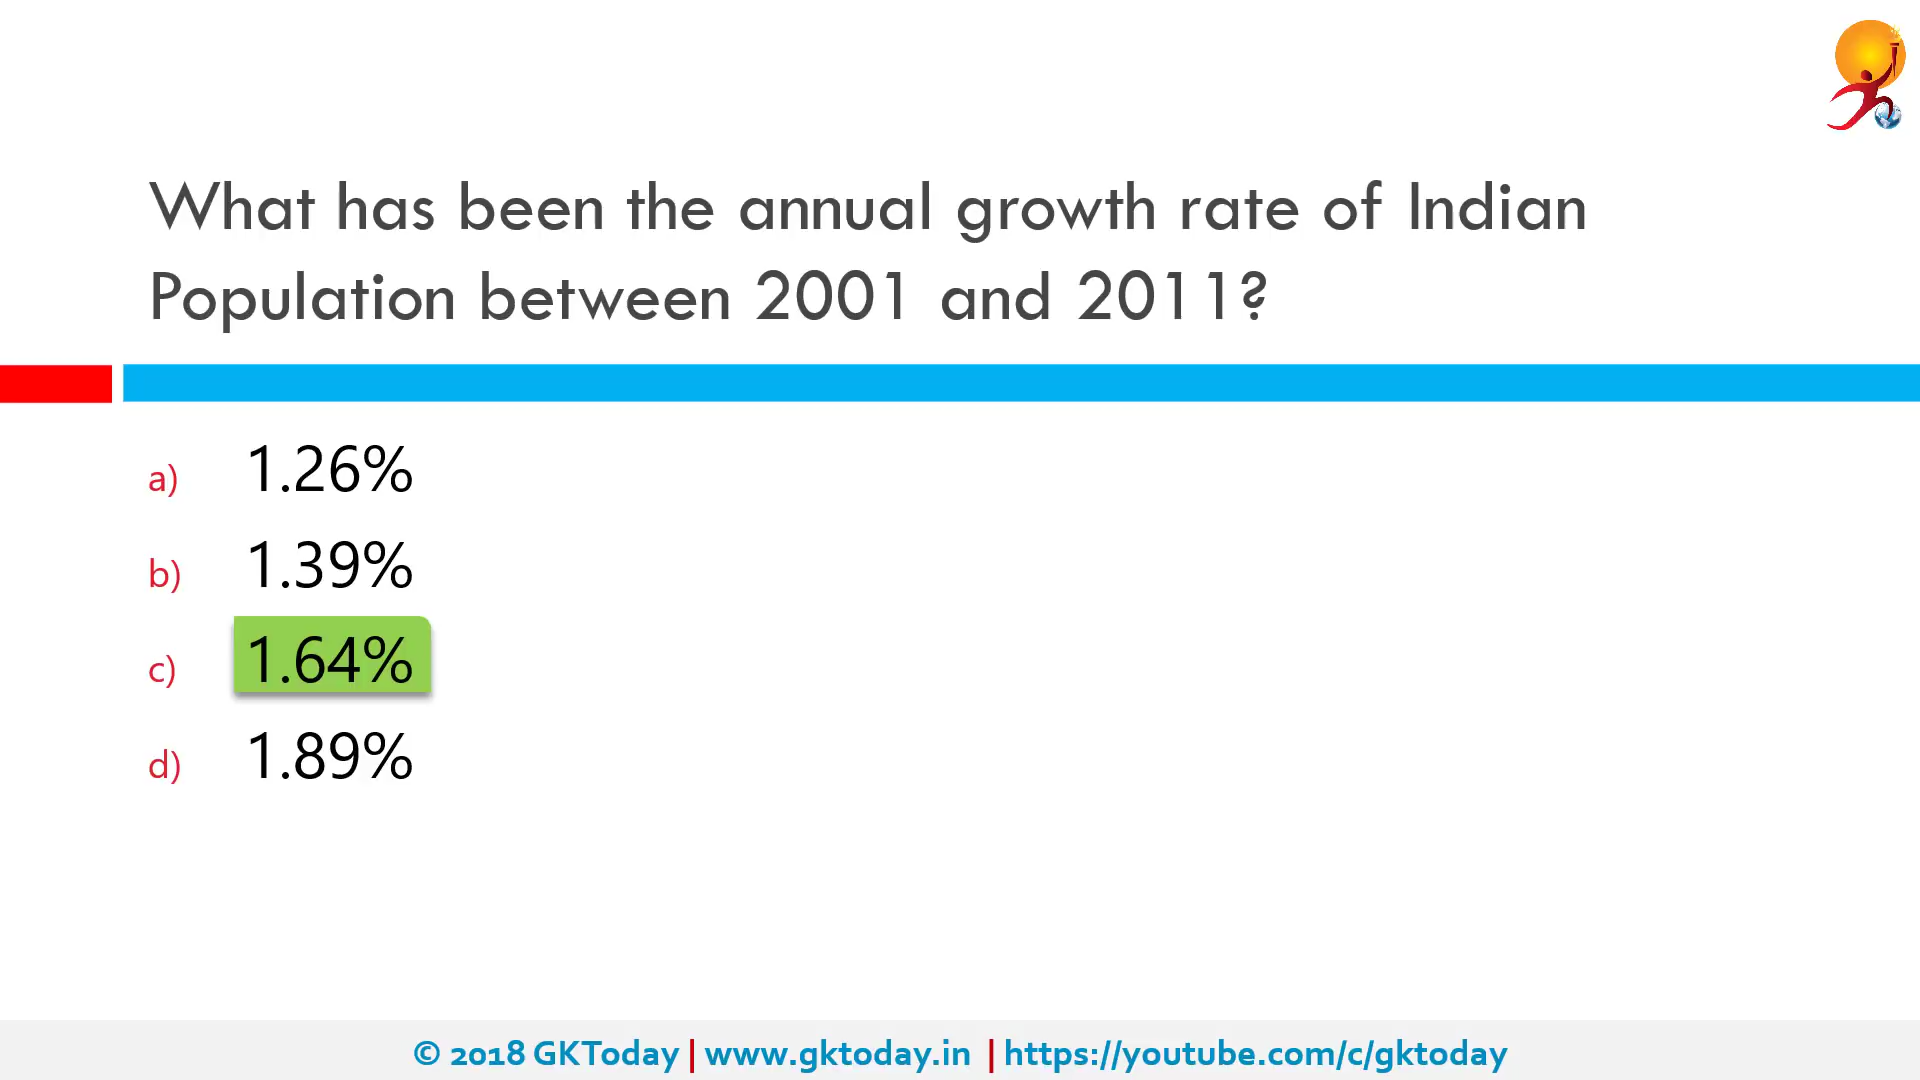 What has been the annual growth rate of Indian
Population between 2001 and 2011?
a) 1.26%
b) 1.39%
c) 1.64%
d) 1.89%
© 2018 GKToday | www.gktoday.in | https://youtube.com/c/gktoday